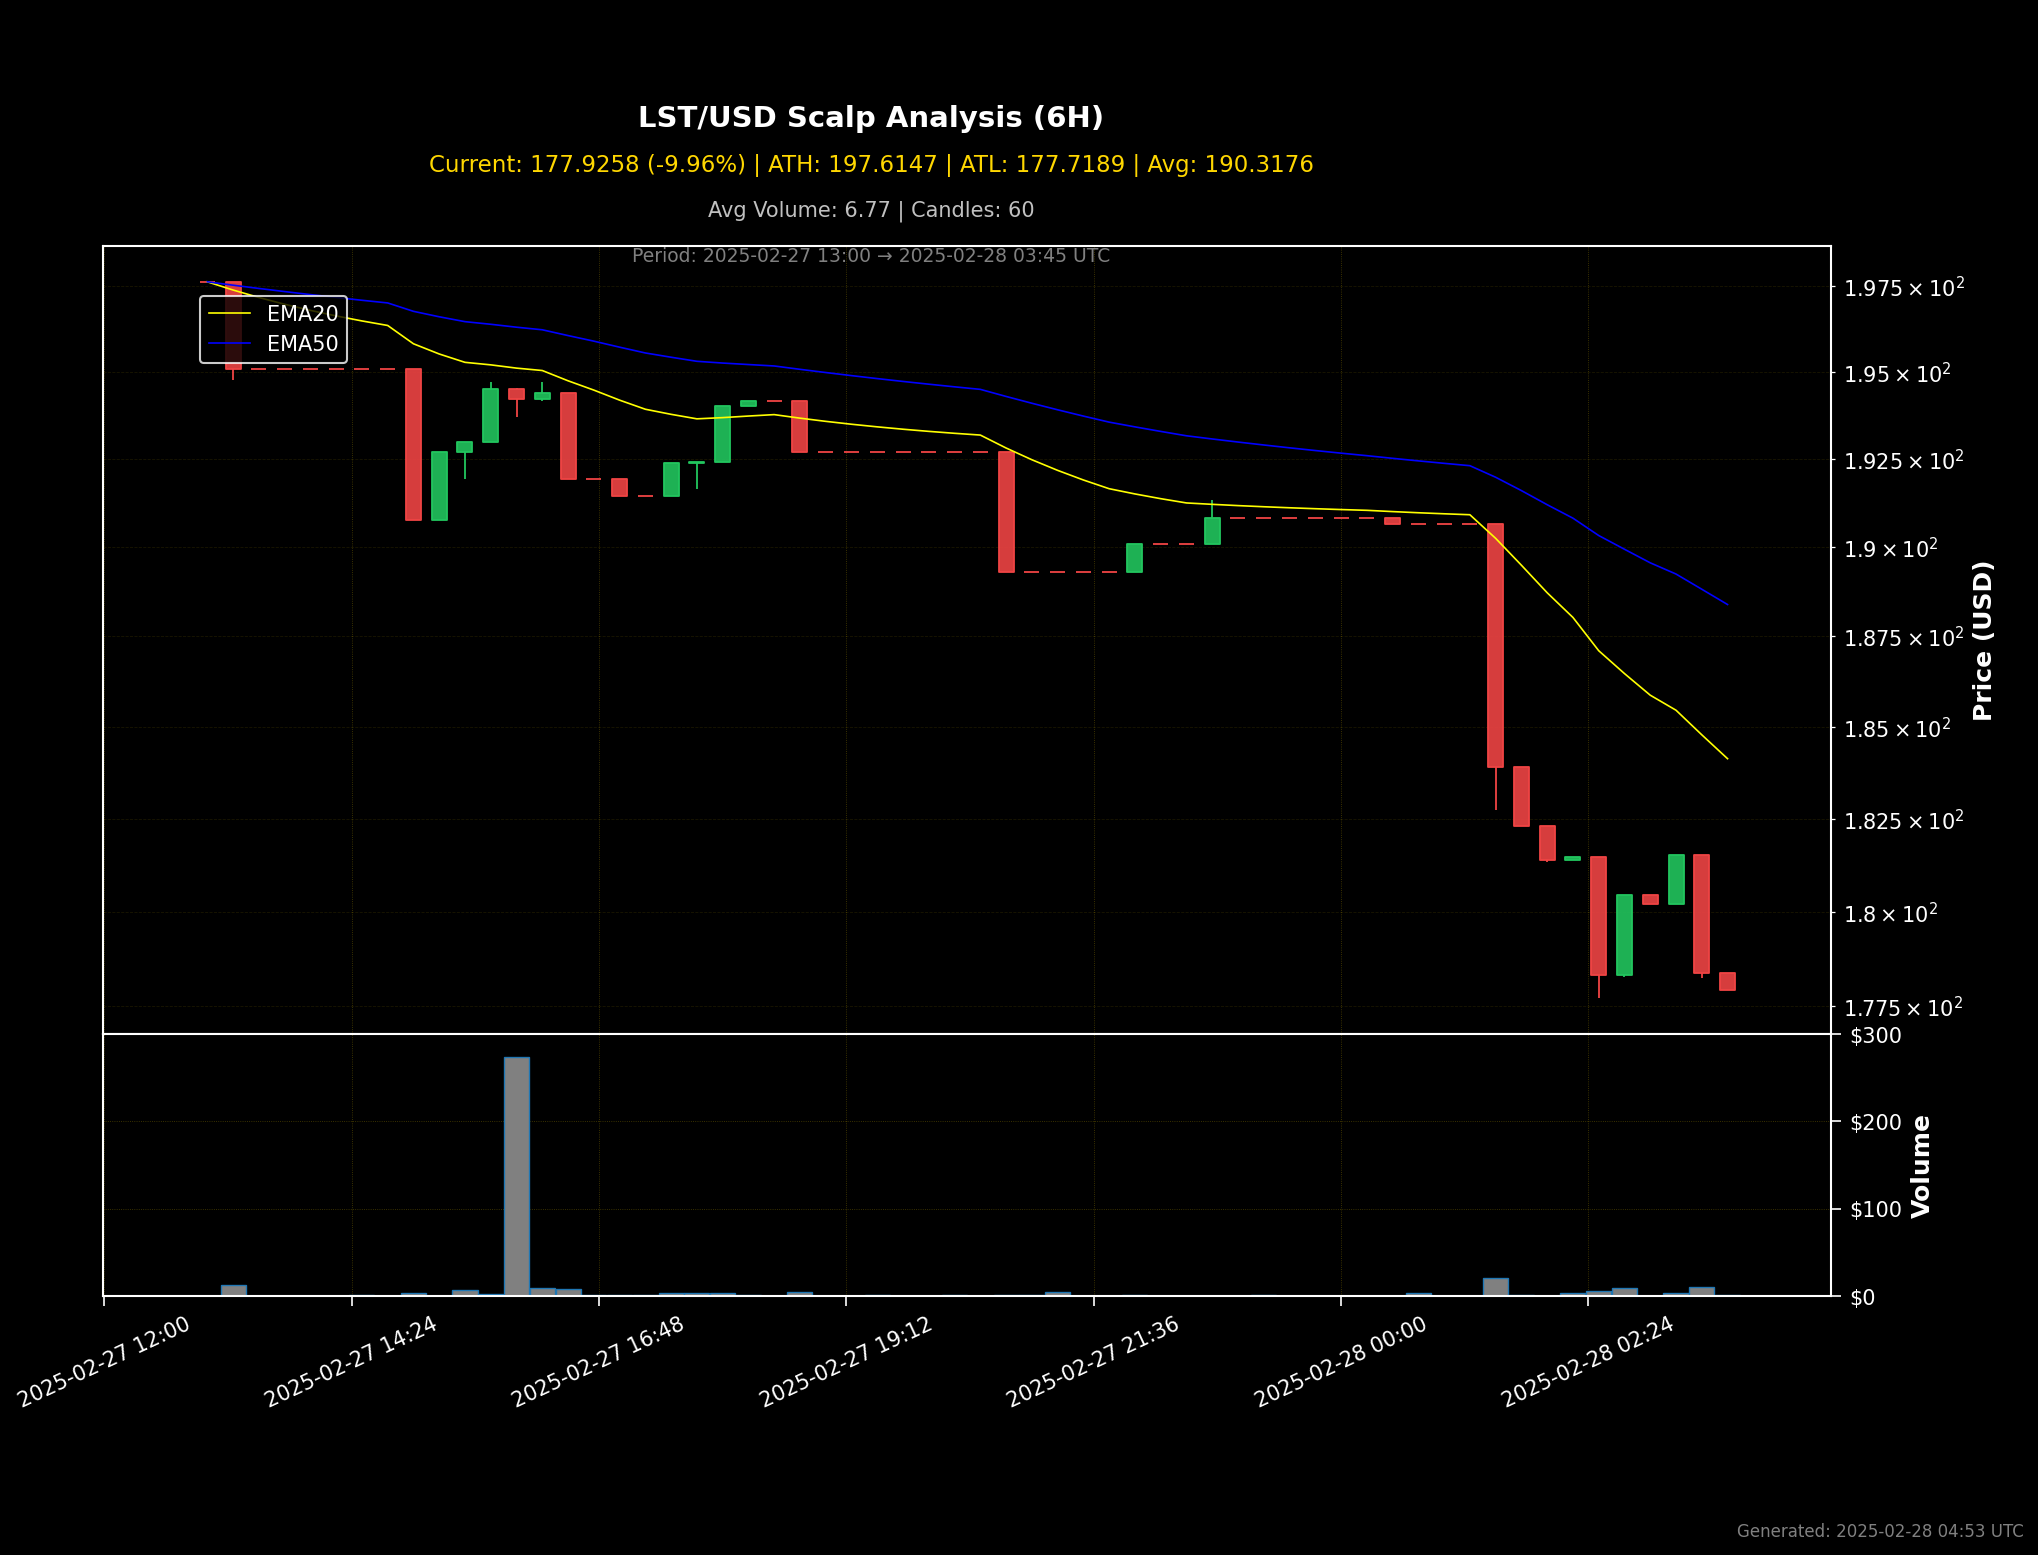 LST/USD Scalp Analysis (6H)
Current: 177.9258 (-9.96%) | ATH: 197.6147 | ATL: 177.7189 | Avg: 190.3176
Avg Volume: 6.77 | Candles: 60
Period: 2025-02-27 13:00 → 2025-02-28 03:45 UTC
EMA20
EMA50
1.975 × 10²
1.95 × 10²
1.925 × 10²
1.9 × 10²
1.875 × 10²
1.85 × 10²
1.825 × 10²
1.8 × 10²
1.775 × 10²
Price (USD)
$300
$200
$100
$0
Volume
2025-02-27 12:00
2025-02-27 14:24
2025-02-27 16:48
2025-02-27 19:12
2025-02-27 21:36
2025-02-28 00:00
2025-02-28 02:24
Generated: 2025-02-28 04:53 UTC